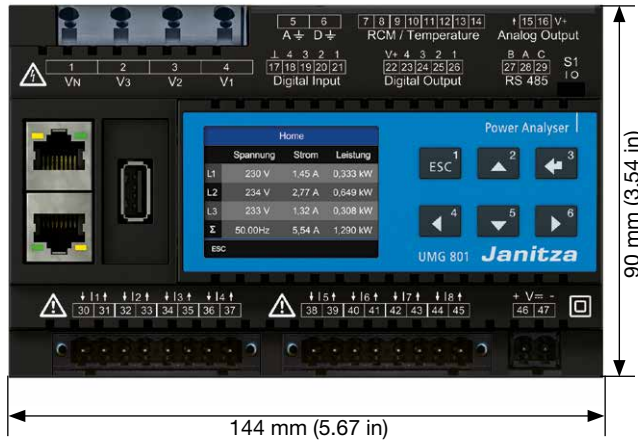 5 6
A⏚ D⏚
7 8 9 10 11 12 13 14
RCM / Temperature
↑ 15 16 V+
Analog Output
1 2 3 4
VN V3 V2 V1
⊥ 4 3 2 1
17 18 19 20 21
Digital Input
V+ 4 3 2 1
22 23 24 25 26
Digital Output
B A C
27 28 29
RS 485
S1
I O
Home
Spannung Strom Leistung
L1 230 V 1,45 A 0,333 kW
L2 234 V 2,77 A 0,649 kW
L3 233 V 1,32 A 0,308 kW
Σ 50.00Hz 5,54 A 1,290 kW
ESC
Power Analyser
ESC 1
▲ 2
3
◀ 4
▼ 5
▶ 6
UMG 801 Janitza
↓ I1 ↑ ↓ I2 ↑ ↓ I3 ↑ ↓ I4 ↑
30 31 32 33 34 35 36 37
↓ I5 ↑ ↓ I6 ↑ ↓ I7 ↑ ↓ I8 ↑
38 39 40 41 42 43 44 45
+ V⎓ -
46 47
90 mm (3.54 in)
144 mm (5.67 in)